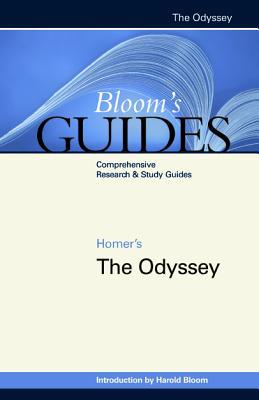 The Odyssey
Bloom's
GUIDES
Comprehensive
Research & Study Guides
Homer's
The Odyssey
Introduction by Harold Bloom